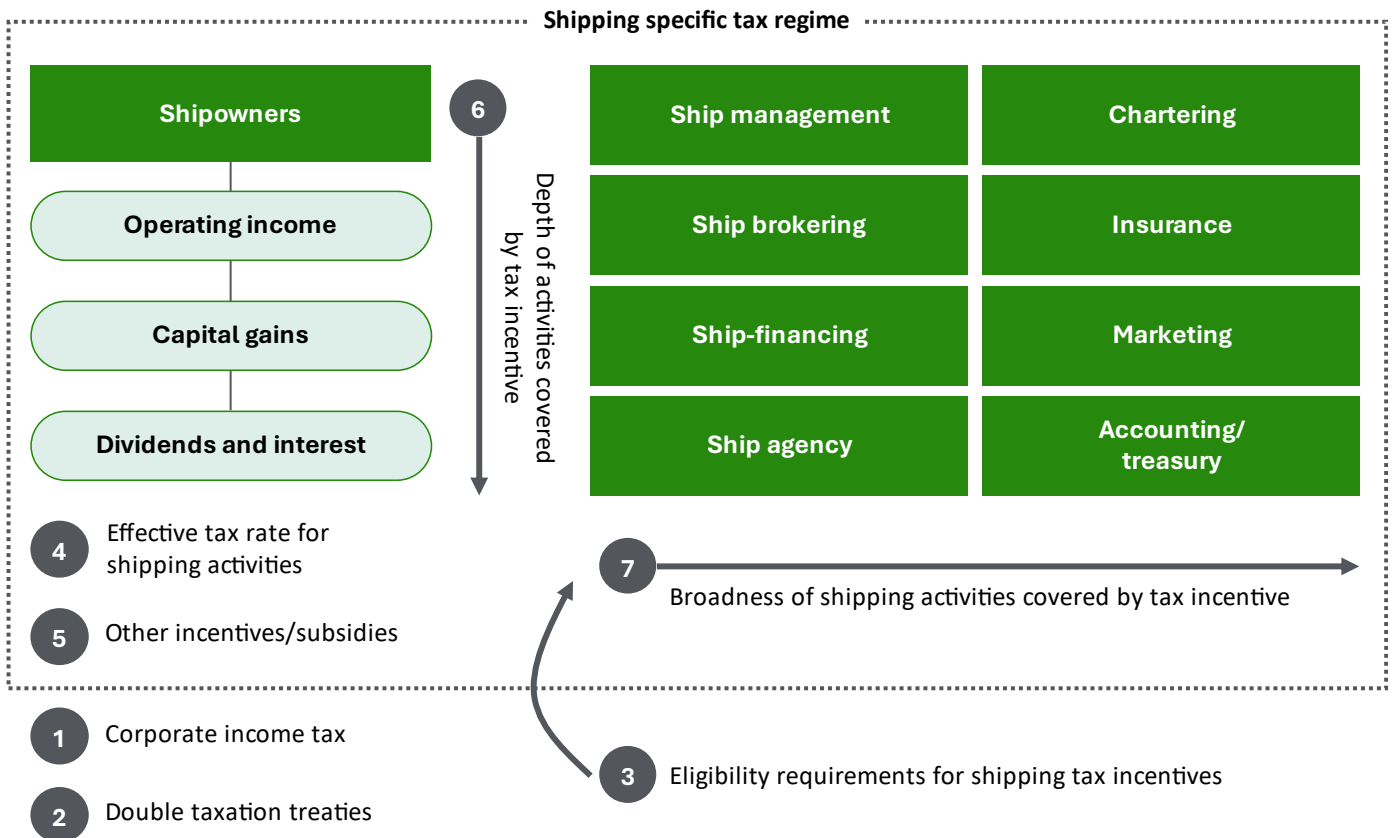 Shipping specific tax regime
Shipowners
Operating income
Capital gains
Dividends and interest
6
Depth of activities covered
by tax incentive
Ship management
Chartering
Ship brokering
Insurance
Ship-financing
Marketing
Ship agency
Accounting/
treasury
4
Effective tax rate for
shipping activities
5
Other incentives/subsidies
7
Broadness of shipping activities covered by tax incentive
1
Corporate income tax
2
Double taxation treaties
3
Eligibility requirements for shipping tax incentives